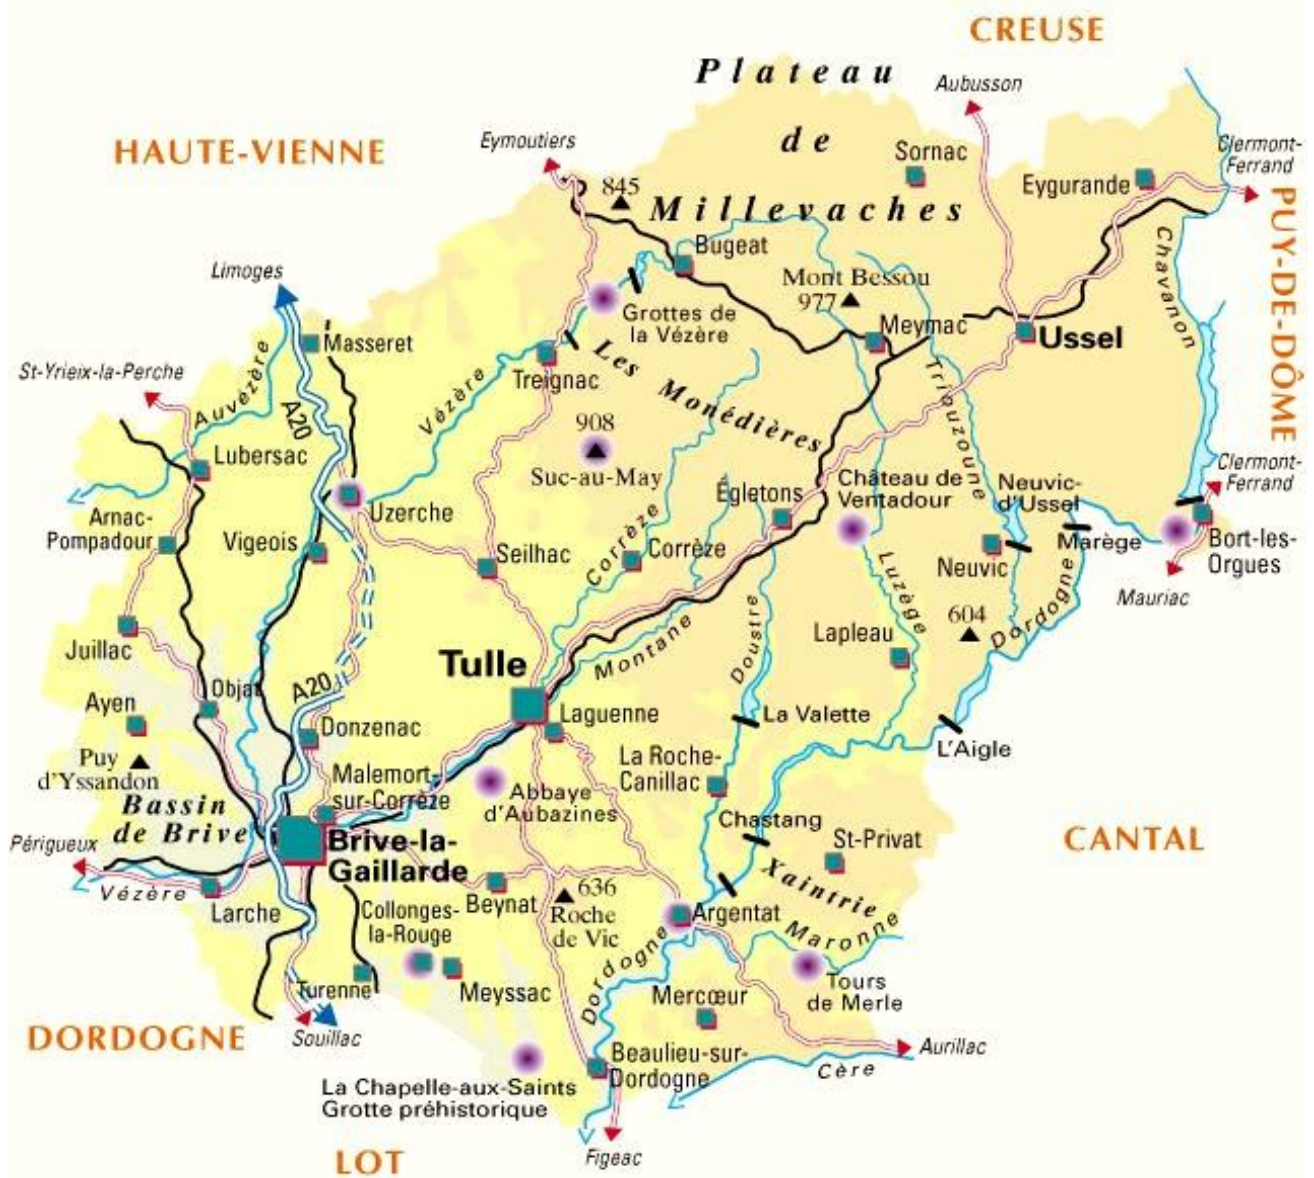 CREUSE
Plateau
Aubusson
de
Eymoutiers
HAUTE-VIENNE
Sornac
Clermont-
Ferrand
Eygurande
845
Millevaches
PUY-DE-DÔME
Bugeat
Chavanon
Limoges
Mont Bessou
977
Grottes de
la Vézère
Meymac
Ussel
Masseret
St-Yrieix-la-Perche
Auvézère
A20
Vézère
Treignac
Les Monédières
Triouzoune
908
Suc-au-May
Lubersac
Uzerche
Égletons
Château de
Ventadour
Neuvic-
d'Ussel
Clermont-
Ferrand
Arnac-
Pompadour
Vigeois
Seilhac
Corrèze
Corrèze
Neuvic
Marège
Bort-les-
Orgues
Mauriac
Luzège
604
Dordogne
Juillac
Tulle
Montane
Doustre
Lapleau
Ayen
Objat
A20
Donzenac
Laguenne
La Valette
L'Aigle
Puy
d'Yssandon
Malemort-
sur-Corrèze
Abbaye
d'Aubazines
La Roche-
Canillac
Bassin
de Brive
Chastang
St-Privat
CANTAL
Périgueux
Brive-la-
Gaillarde
Xaintrie
Vézère
Larche
Collonges-
la-Rouge
Beynat
636
Roche
de Vic
Argentat
Maronne
Dordogne
Turenne
Meyssac
Mercœur
Tours
de Merle
DORDOGNE
Souillac
Aurillac
Beaulieu-sur-
Dordogne
Cère
La Chapelle-aux-Saints
Grotte préhistorique
LOT
Figeac